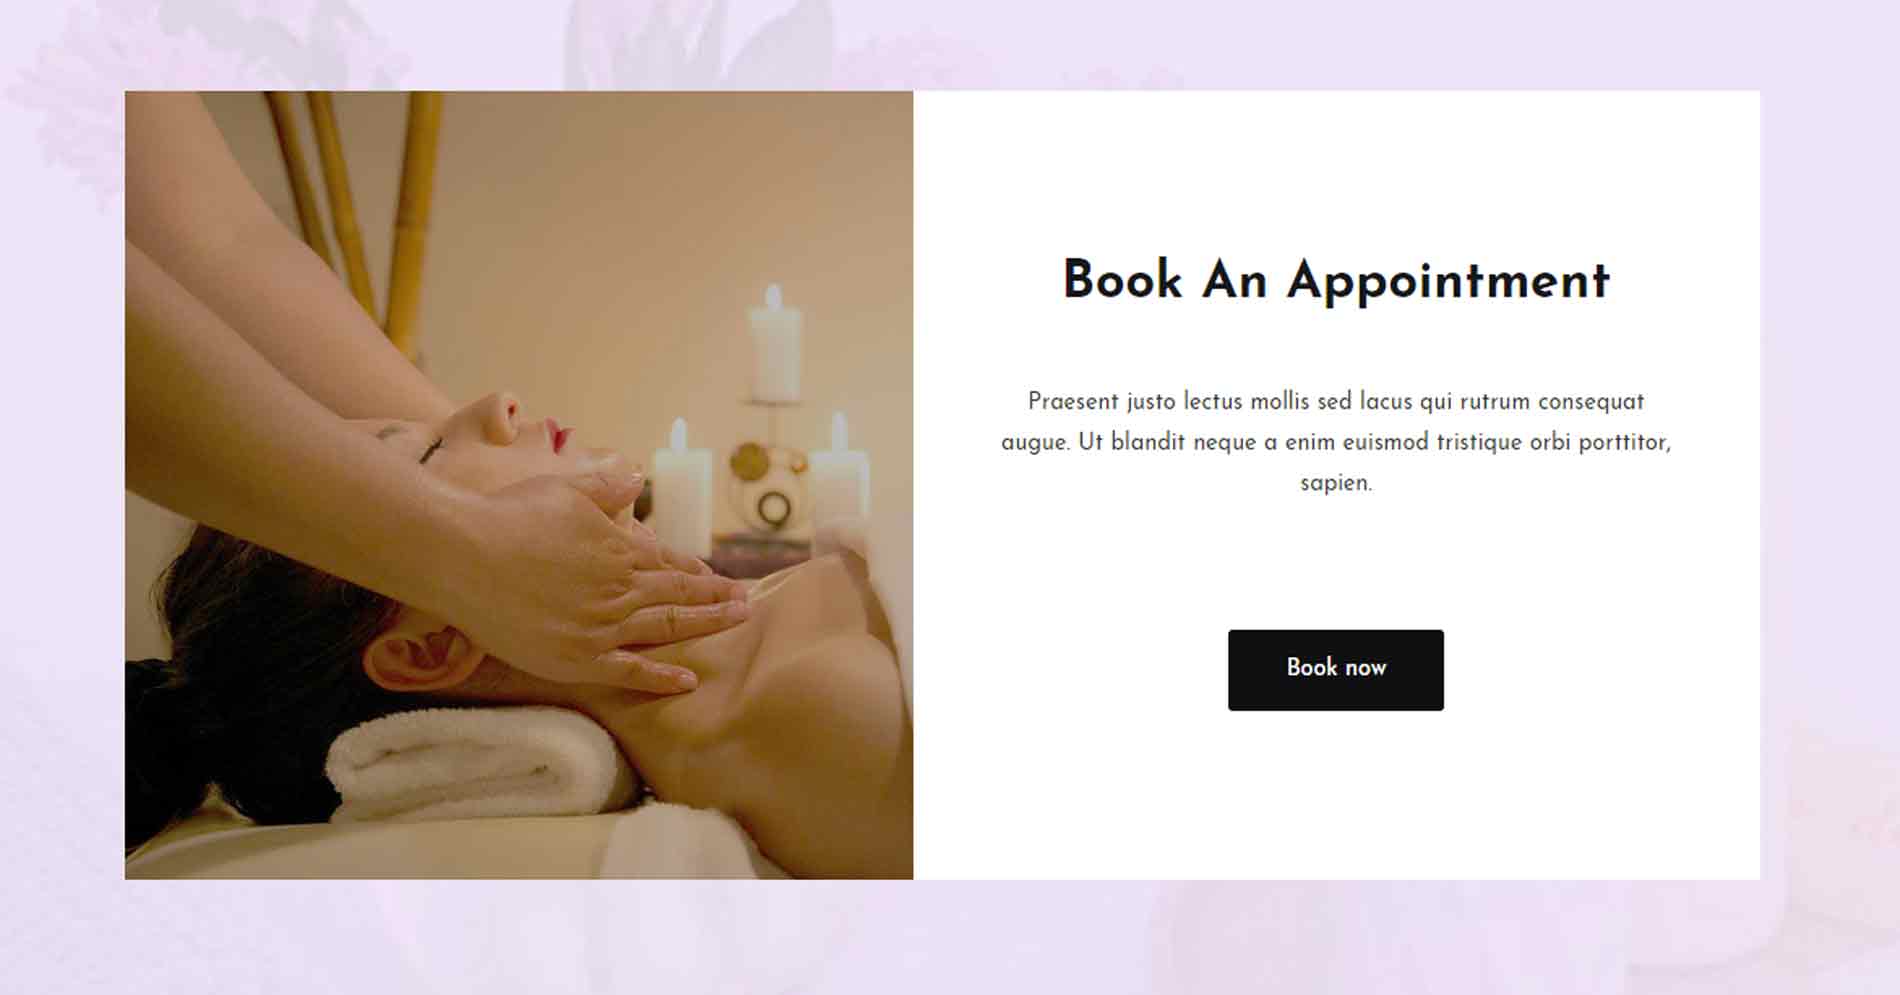 Book An Appointment
Praesent justo lectus mollis sed lacus qui rutrum consequat
augue. Ut blandit neque a enim euismod tristique orbi porttitor,
sapien.
Book now